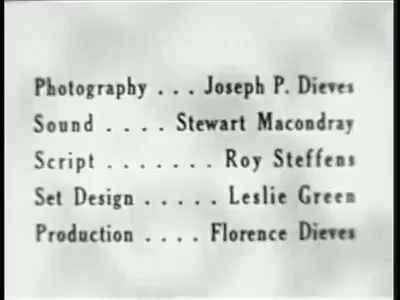 Photography . . . Joseph P. Dieves
Sound . . . . Stewart Macondray
Script . . . . . . . Roy Steffens
Set Design . . . . . Leslie Green
Production . . . . Florence Dieves